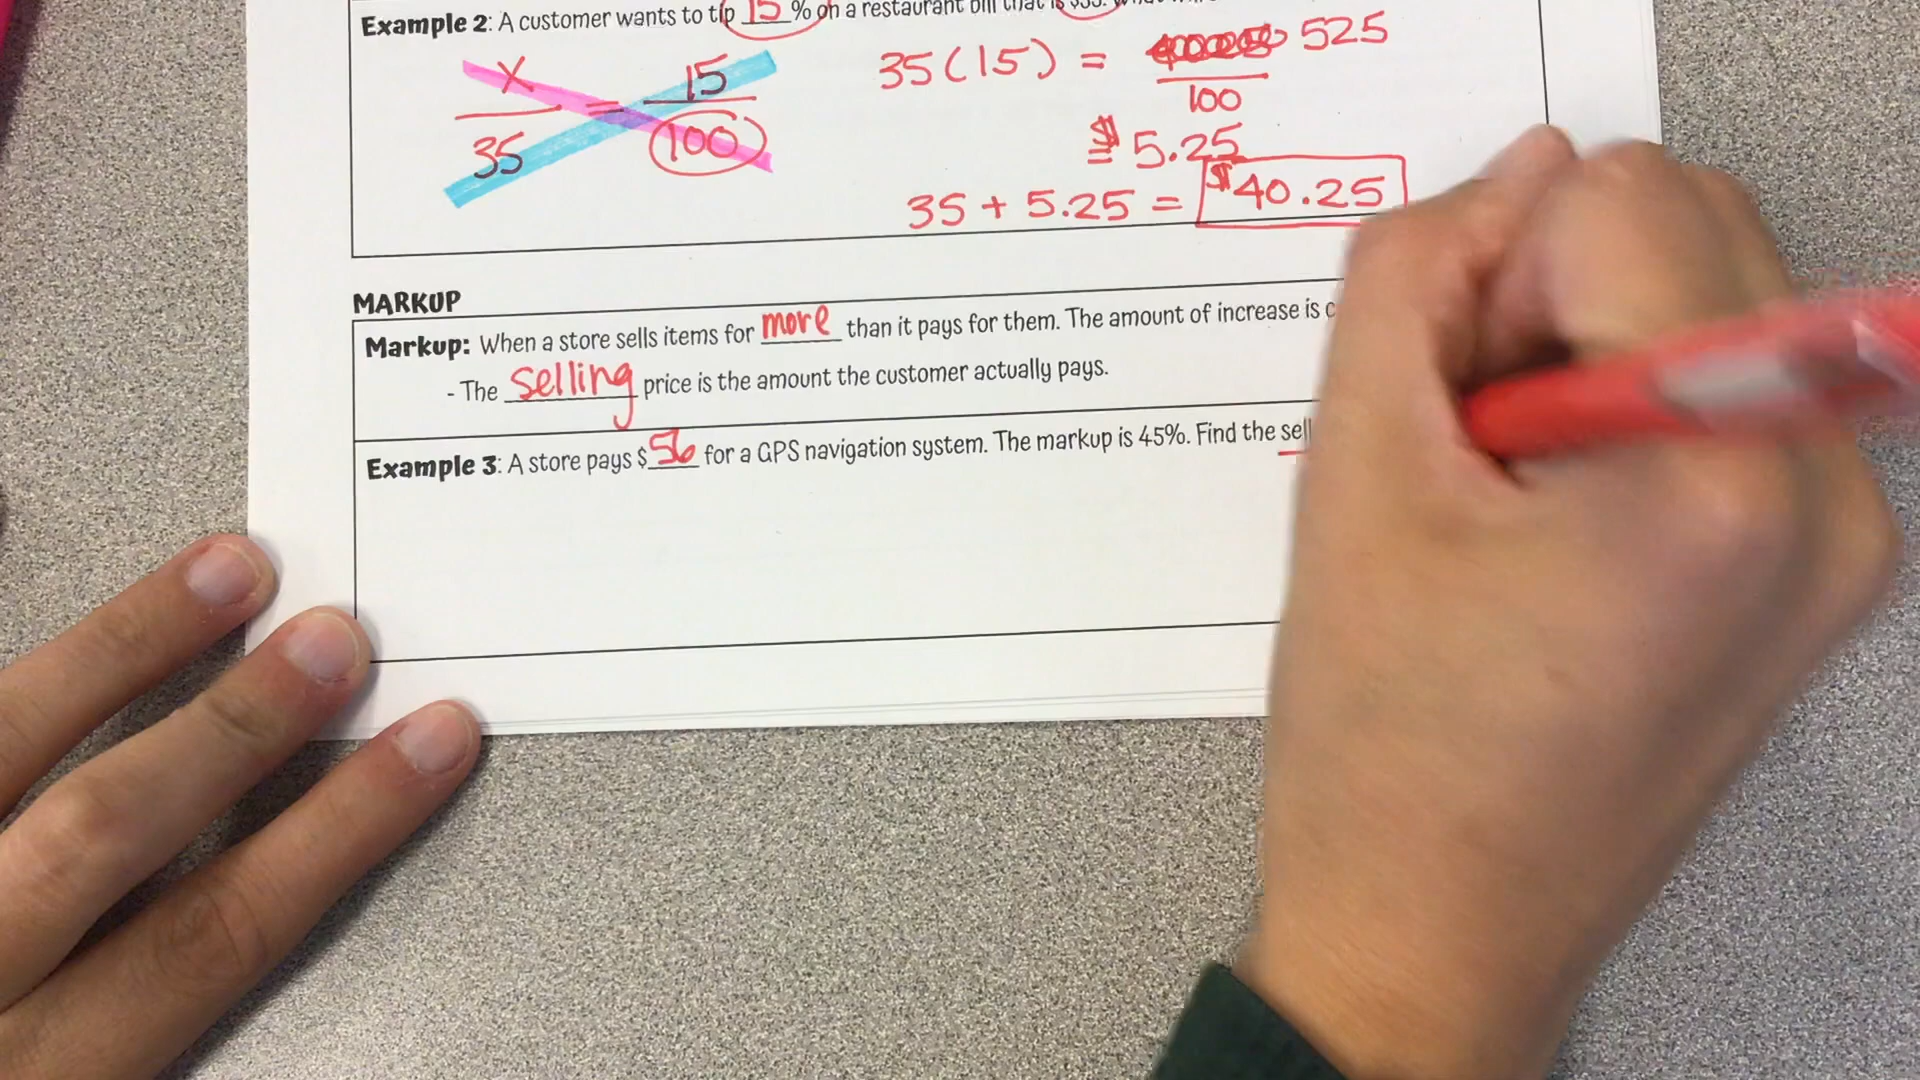 Example 2: A customer wants to tip 15 % on a restaurant bill that is $35.
x/35 = 15/100
35(15) = 525
100
$5.25
35 + 5.25 = $40.25
MARKUP
Markup: When a store sells items for more than it pays for them. The amount of increase is
- The selling price is the amount the customer actually pays.
Example 3: A store pays $56 for a GPS navigation system. The markup is 45%. Find the